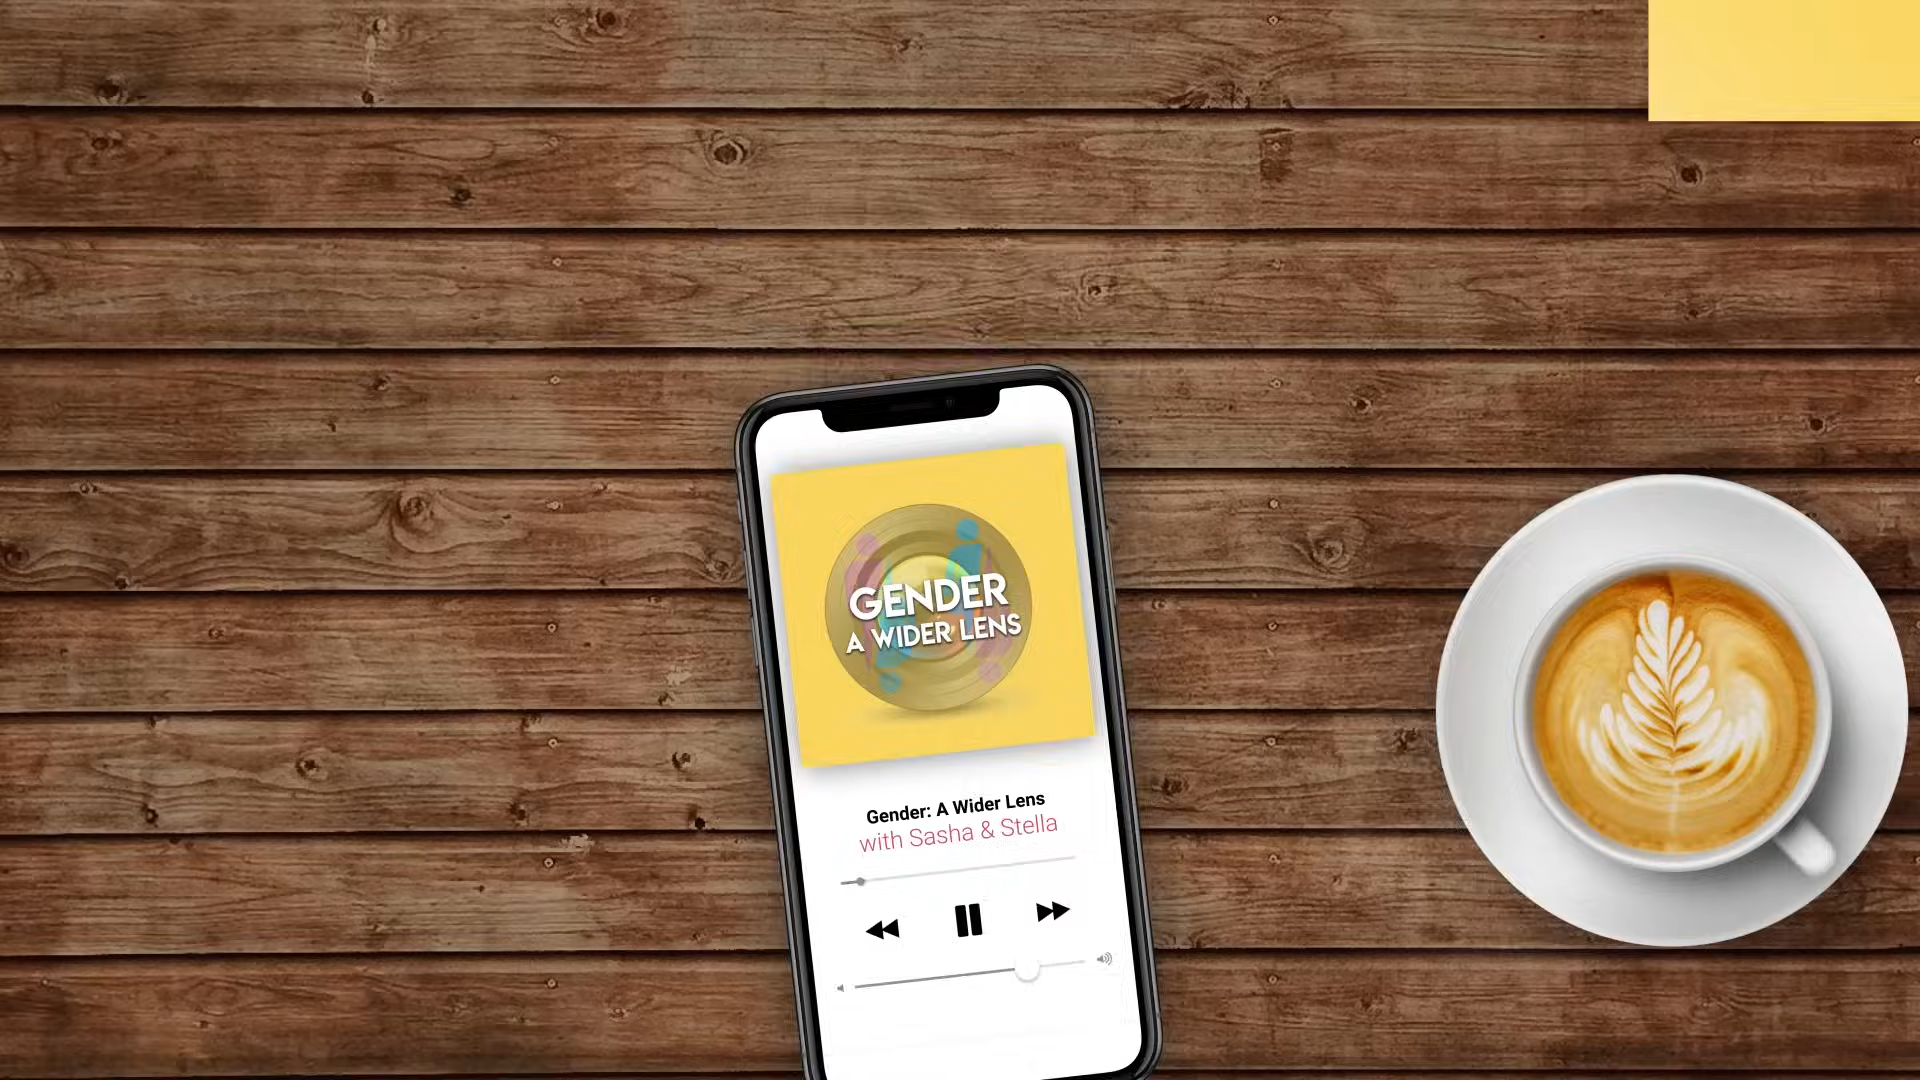 GENDER
A WIDER LENS
Gender: A Wider Lens
with Sasha & Stella